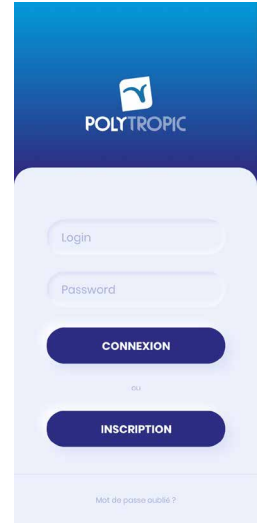 POLYTROPIC
Login
Password
CONNEXION
ou
INSCRIPTION
Mot de passe oublié ?